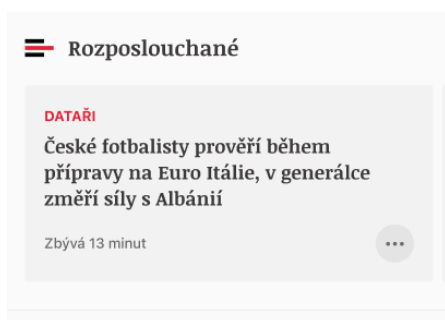 Rozposlouchané
DATAŘI
České fotbalisty prověří během
přípravy na Euro Itálie, v generálce
změří síly s Albánií
Zbývá 13 minut